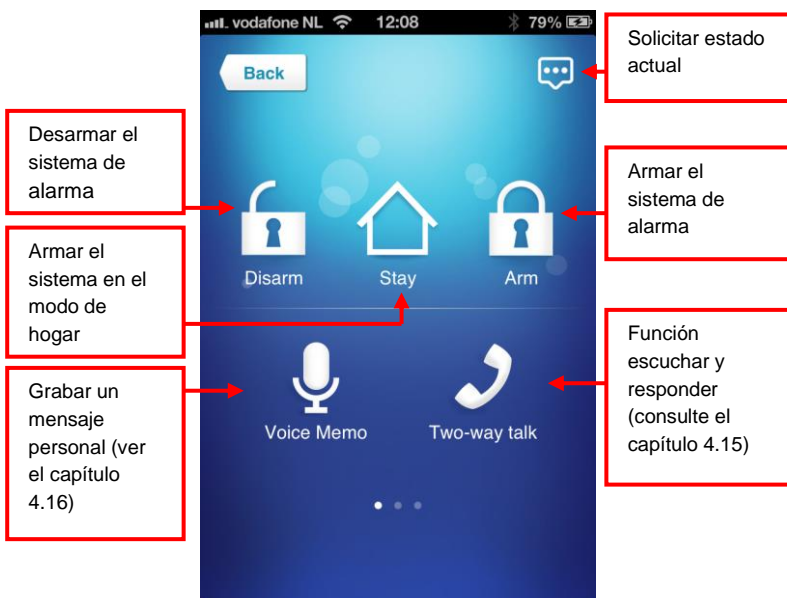 vodafone NL 12:08 79%
Back
Solicitar estado
actual
Desarmar el
sistema de
alarma
Armar el
sistema de
alarma
Disarm Stay Arm
Armar el
sistema en el
modo de
hogar
Función
escuchar y
responder
(consulte el
capítulo 4.15)
Grabar un
mensaje
personal (ver
el capítulo
4.16)
Voice Memo Two-way talk